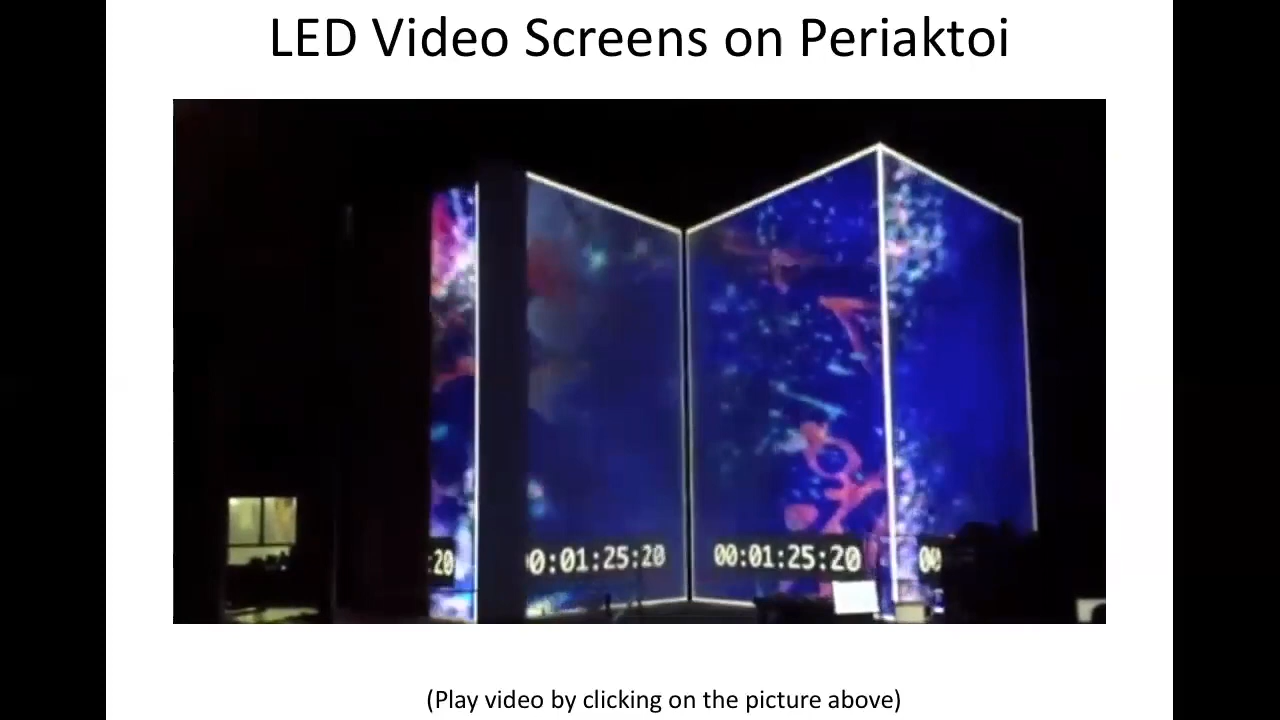 LED Video Screens on Periaktoi
:20
00:01:25:20
00:01:25:20
00
(Play video by clicking on the picture above)